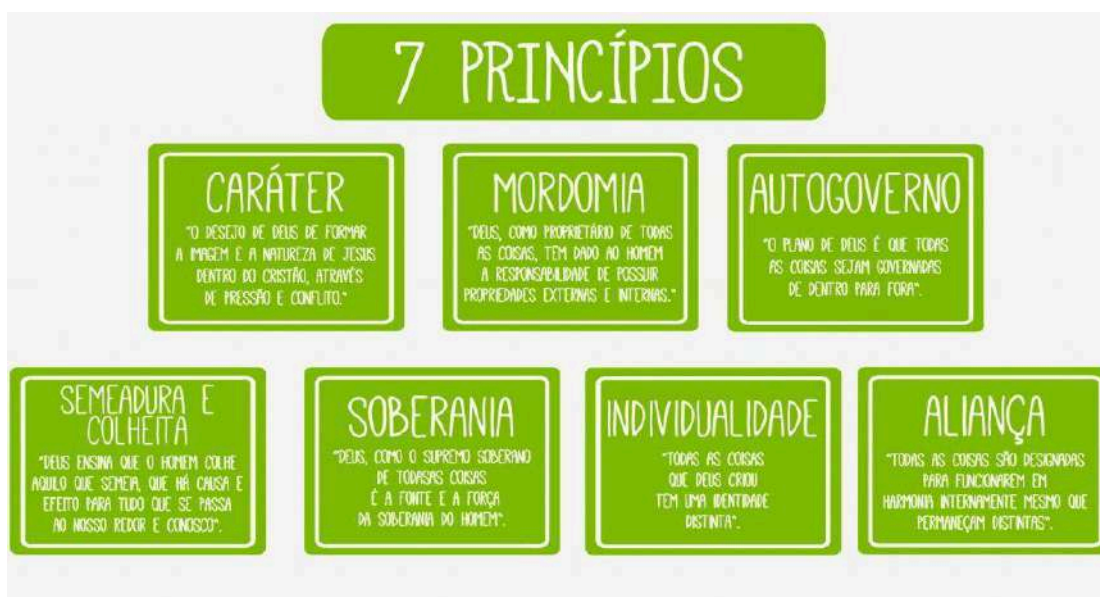 7 PRINCÍPIOS
CARÁTER
"O DESEJO DE DEUS DE FORMAR
A IMAGEM E A NATUREZA DE JESUS
DENTRO DO CRISTÃO, ATRAVÉS
DE PRESSÃO E CONFLITO."
MORDOMIA
"DEUS, COMO PROPRIETÁRIO DE TODAS
AS COISAS, TEM DADO AO HOMEM
A RESPONSABILIDADE DE POSSUIR
PROPRIEDADES EXTERNAS E INTERNAS."
AUTOGOVERNO
"O PLANO DE DEUS É QUE TODAS
AS COISAS SEJAM GOVERNADAS
DE DENTRO PARA FORA".
SEMEADURA E
COLHEITA
"DEUS ENSINA QUE O HOMEM COLHE
AQUILO QUE SEMEIA, QUE HÁ CAUSA E
EFEITO PARA TUDO QUE SE PASSA
AO NOSSO REDOR E CONOSCO".
SOBERANIA
"DEUS, COMO O SUPREMO SOBERANO
DE TODASAS COISAS
É A FONTE E A FORÇA
DA SOBERANIA DO HOMEM".
INDIVIDUALIDADE
"TODAS AS COISAS
QUE DEUS CRIOU
TEM UMA IDENTIDADE
DISTINTA".
ALIANÇA
"TODAS AS COISAS SÃO DESIGNADAS
PARA FUNCIONAREM EM
HARMONIA INTERNAMENTE MESMO QUE
PERMANEÇAM DISTINTAS".